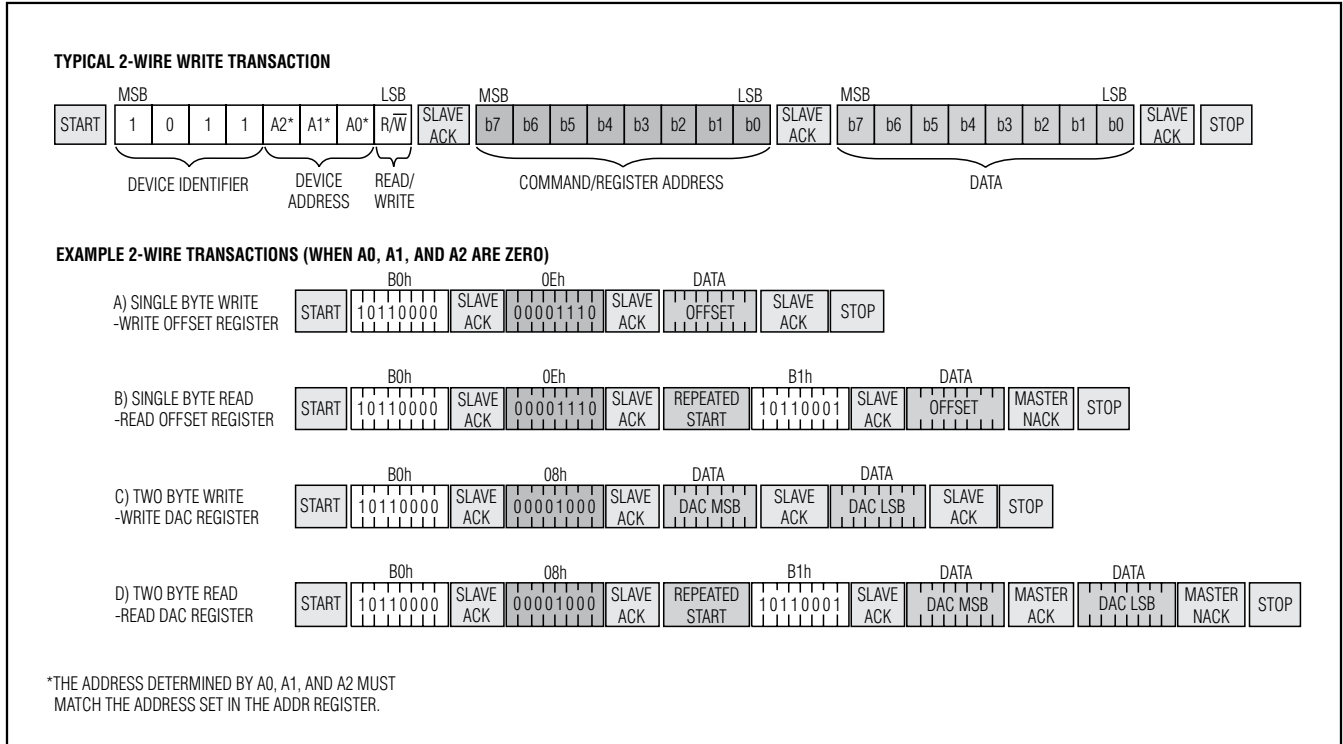 TYPICAL 2-WIRE WRITE TRANSACTION
MSB LSB MSB LSB MSB LSB
START 1 0 1 1 A2* A1* A0* R/W̅ SLAVE ACK b7 b6 b5 b4 b3 b2 b1 b0 SLAVE ACK b7 b6 b5 b4 b3 b2 b1 b0 SLAVE ACK STOP
DEVICE IDENTIFIER DEVICE ADDRESS READ/WRITE COMMAND/REGISTER ADDRESS DATA
EXAMPLE 2-WIRE TRANSACTIONS (WHEN A0, A1, AND A2 ARE ZERO)
B0h 0Eh DATA
A) SINGLE BYTE WRITE
-WRITE OFFSET REGISTER
START 10110000 SLAVE ACK 00001110 SLAVE ACK OFFSET SLAVE ACK STOP
B0h 0Eh B1h DATA
B) SINGLE BYTE READ
-READ OFFSET REGISTER
START 10110000 SLAVE ACK 00001110 SLAVE ACK REPEATED START 10110001 SLAVE ACK OFFSET MASTER NACK STOP
B0h 08h DATA DATA
C) TWO BYTE WRITE
-WRITE DAC REGISTER
START 10110000 SLAVE ACK 00001000 SLAVE ACK DAC MSB SLAVE ACK DAC LSB SLAVE ACK STOP
B0h 08h B1h DATA DATA
D) TWO BYTE READ
-READ DAC REGISTER
START 10110000 SLAVE ACK 00001000 SLAVE ACK REPEATED START 10110001 SLAVE ACK DAC MSB MASTER ACK DAC LSB MASTER NACK STOP
*THE ADDRESS DETERMINED BY A0, A1, AND A2 MUST
MATCH THE ADDRESS SET IN THE ADDR REGISTER.